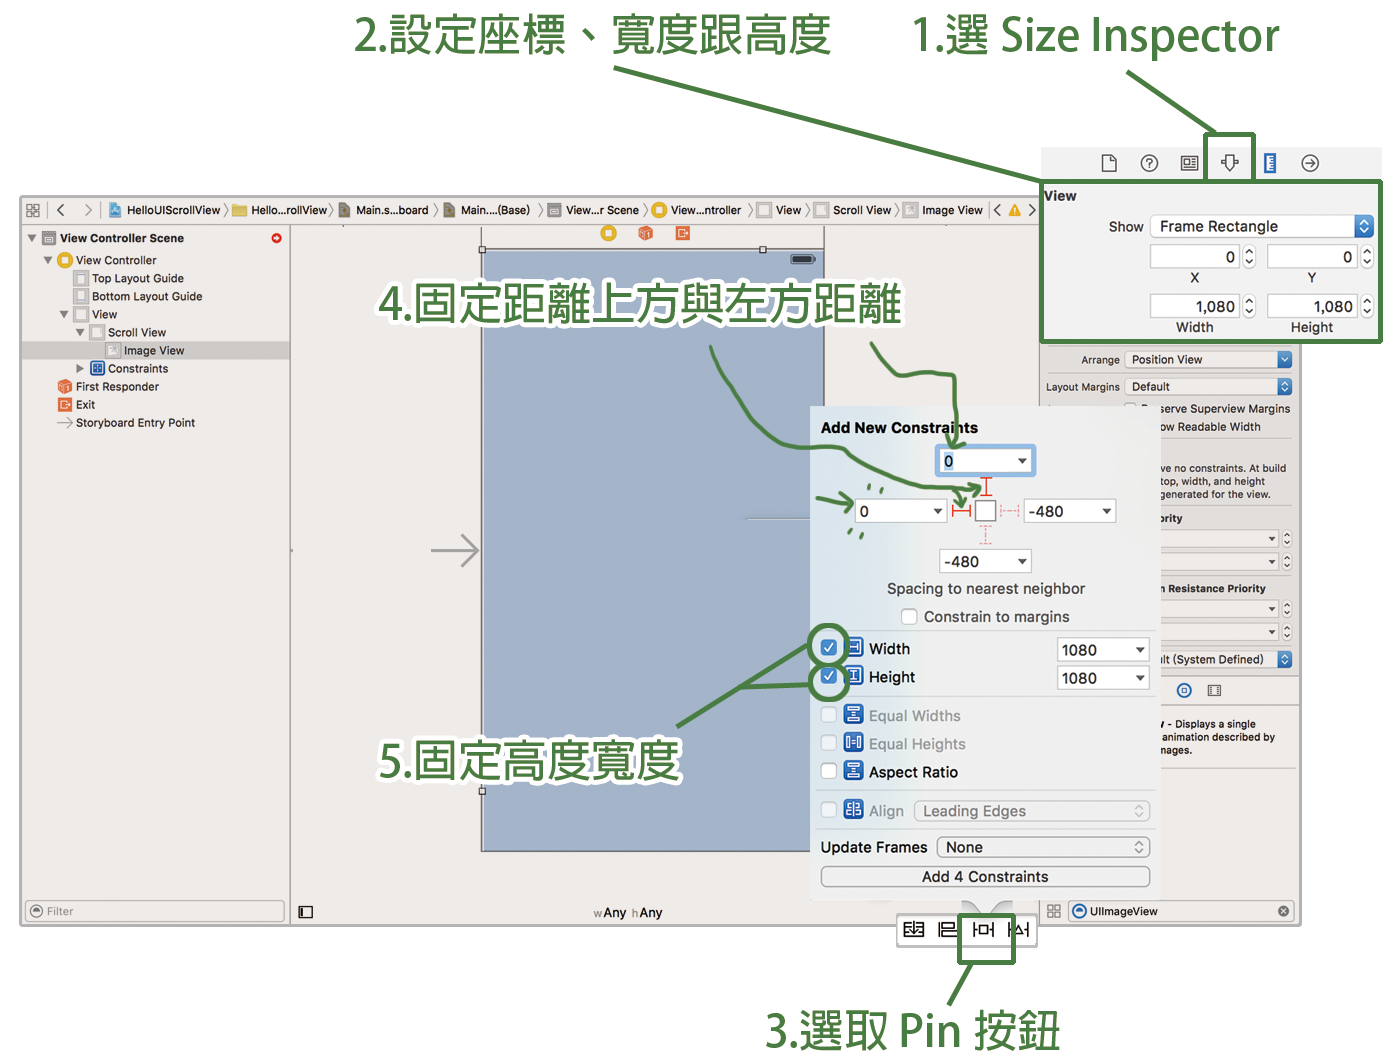 2.設定座標、寬度跟高度
1.選 Size Inspector
HelloUIScrollView
Hello...rollView
Main.s...board
Main....(Base)
View...r Scene
View...ntroller
View
Scroll View
Image View
View Controller Scene
View Controller
Top Layout Guide
Bottom Layout Guide
View
Scroll View
Image View
Constraints
First Responder
Exit
Storyboard Entry Point
Filter
4.固定距離上方與左方距離
5.固定高度寬度
wAny hAny
View
Show Frame Rectangle
0 0
X Y
1,080 1,080
Width Height
Arrange Position View
Layout Margins Default
eserve Superview Margins
ow Readable Width
ve no constraints. At build
top, width, and height
generated for the view.
ority
n Resistance Priority
ult (System Defined)
v - Displays a single
animation described by
mages.
UIImageView
Add New Constraints
0
0 -480
-480
Spacing to nearest neighbor
Constrain to margins
Width 1080
Height 1080
Equal Widths
Equal Heights
Aspect Ratio
Align Leading Edges
Update Frames None
Add 4 Constraints
3.選取 Pin 按鈕